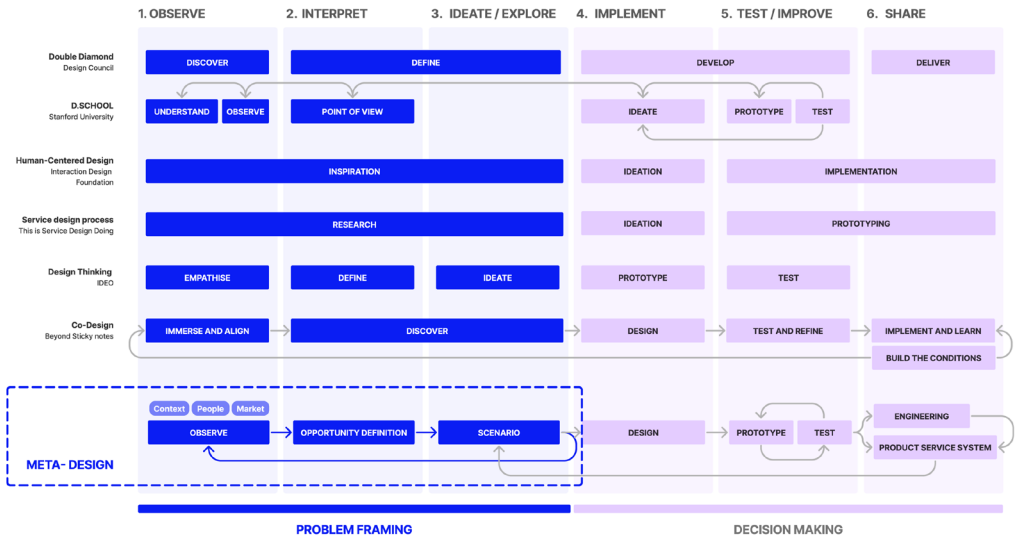 1. OBSERVE 2. INTERPRET 3. IDEATE / EXPLORE 4. IMPLEMENT 5. TEST / IMPROVE 6. SHARE
Double Diamond
Design Council
DISCOVER DEFINE DEVELOP DELIVER
D.SCHOOL
Stanford University
UNDERSTAND OBSERVE POINT OF VIEW IDEATE PROTOTYPE TEST
Human-Centered Design
Interaction Design
Foundation
INSPIRATION IDEATION IMPLEMENTATION
Service design process
This is Service Design Doing
RESEARCH IDEATION PROTOTYPING
Design Thinking
IDEO
EMPATHISE DEFINE IDEATE PROTOTYPE TEST
Co-Design
Beyond Sticky notes
IMMERSE AND ALIGN DISCOVER DESIGN TEST AND REFINE IMPLEMENT AND LEARN
BUILD THE CONDITIONS
Context People Market
OBSERVE OPPORTUNITY DEFINITION SCENARIO DESIGN PROTOTYPE TEST ENGINEERING
PRODUCT SERVICE SYSTEM
META- DESIGN
PROBLEM FRAMING DECISION MAKING